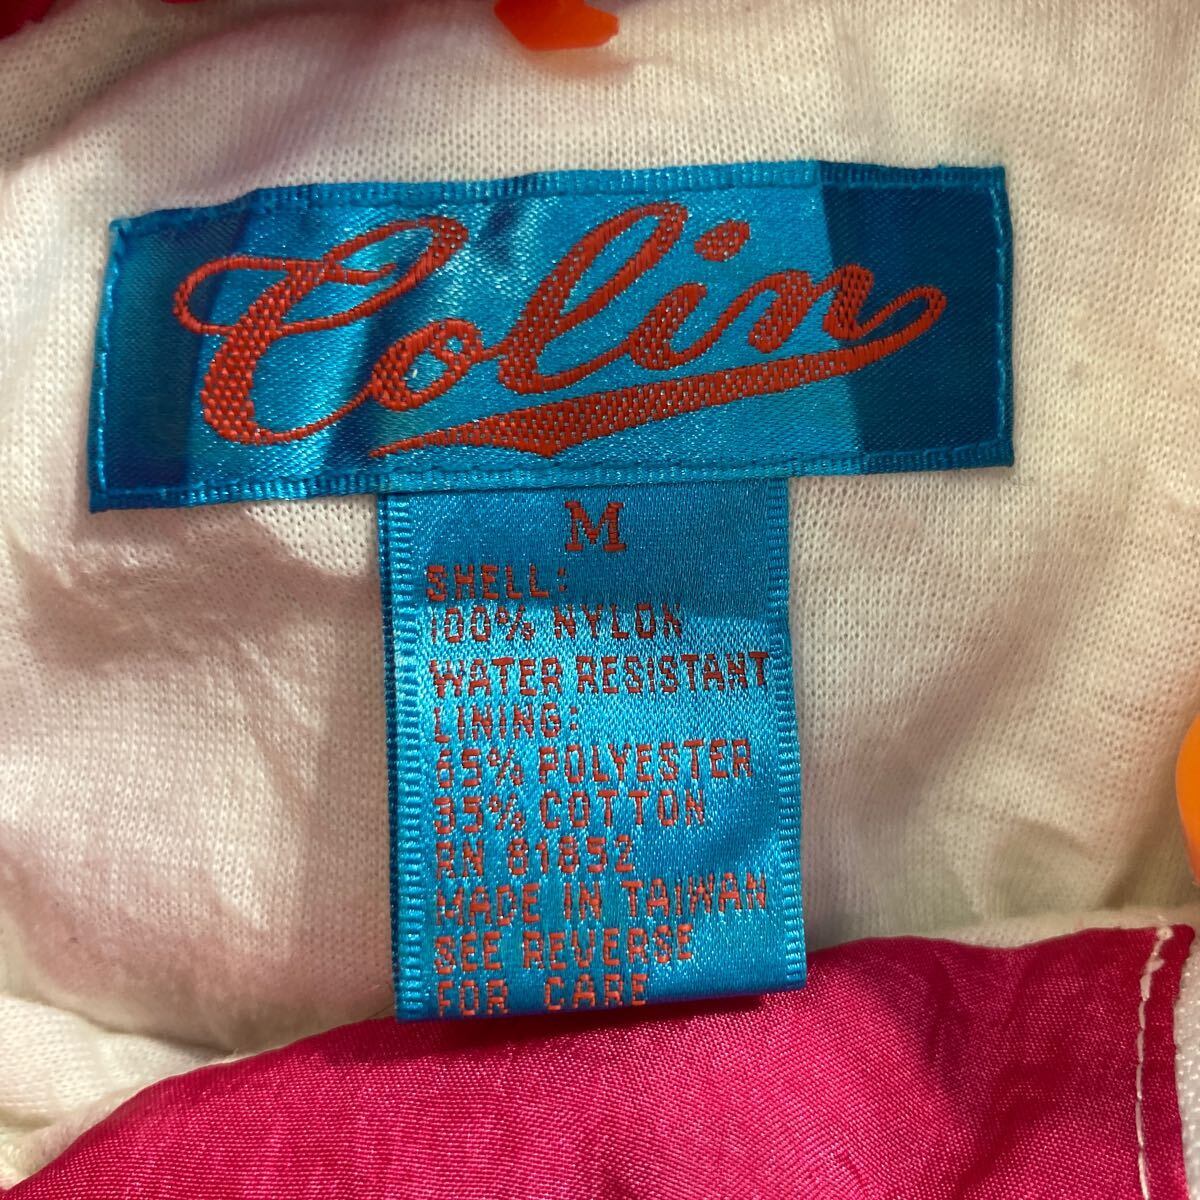 Colin
M
SHELL:
100% NYLON
WATER RESISTANT
LINING:
65% POLYESTER
35% COTTON
RN 81852
MADE IN TAIWAN
SEE REVERSE
FOR CARE